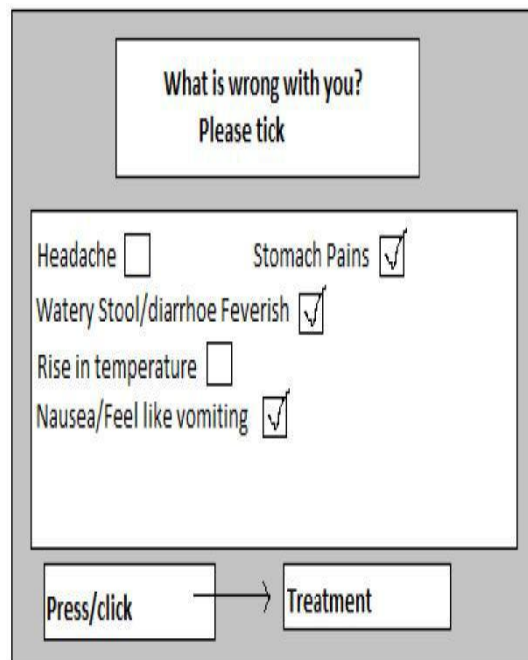 What is wrong with you?
Please tick
Headache Stomach Pains
Watery Stool/diarrhoe Feverish
Rise in temperature
Nausea/Feel like vomiting
Press/click Treatment